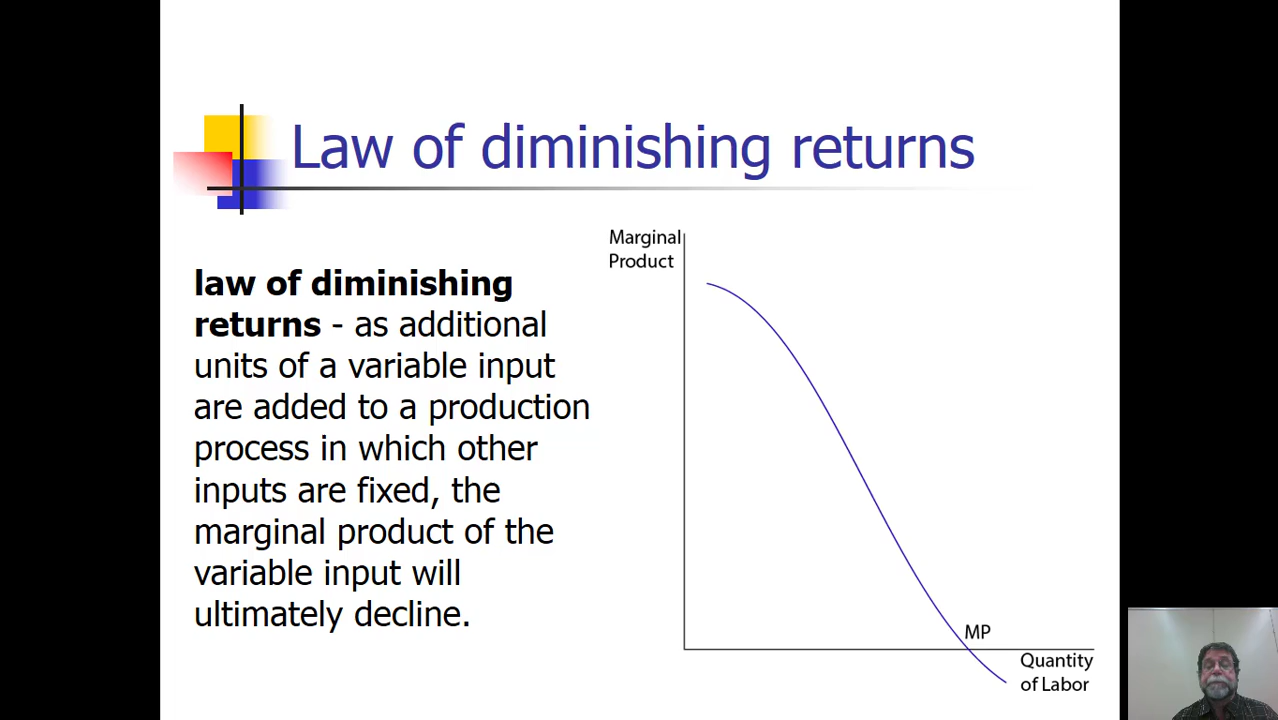 Law of diminishing returns
law of diminishing
returns - as additional
units of a variable input
are added to a production
process in which other
inputs are fixed, the
marginal product of the
variable input will
ultimately decline.
Marginal
Product
MP
Quantity
of Labor